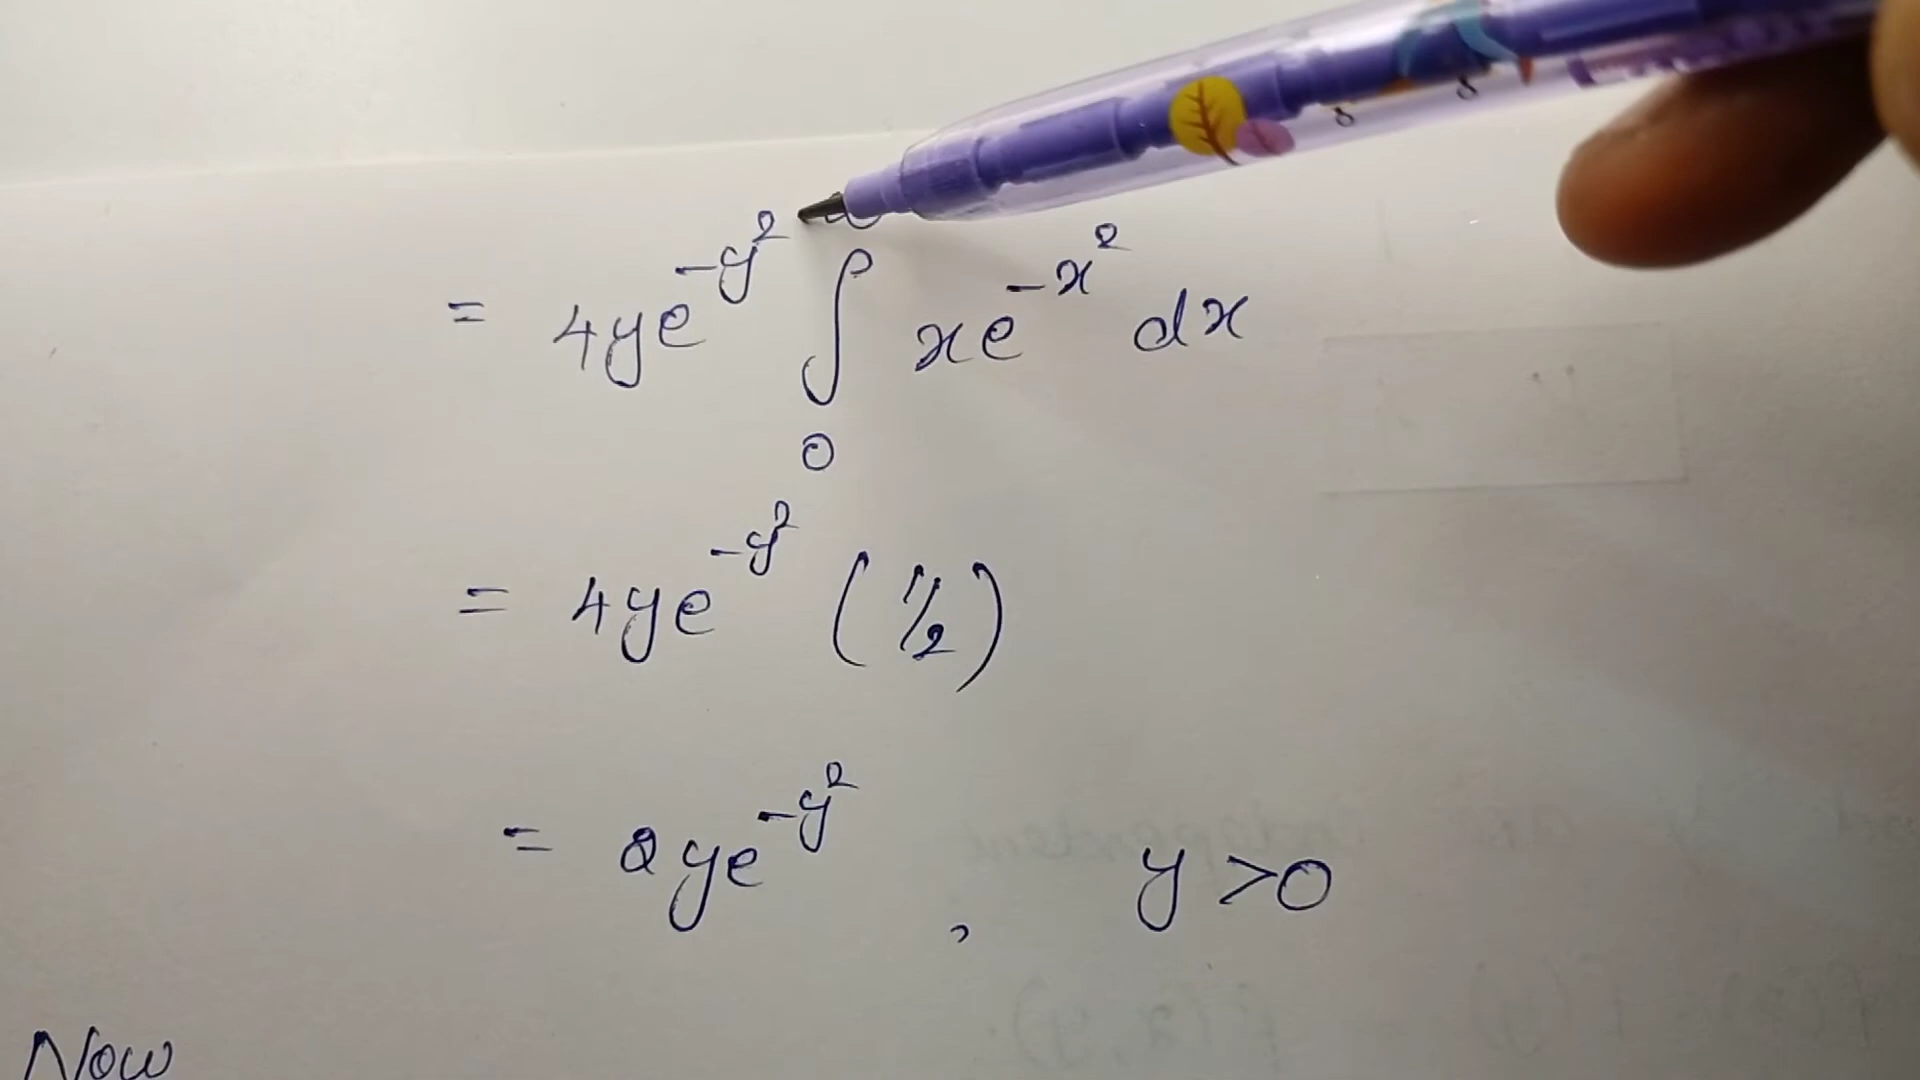 = 4ye^{-y^2} ∫_0^∞ xe^{-x^2} dx
= 4ye^{-y^2} (1/2)
= 2ye^{-y^2}, y>0
Now